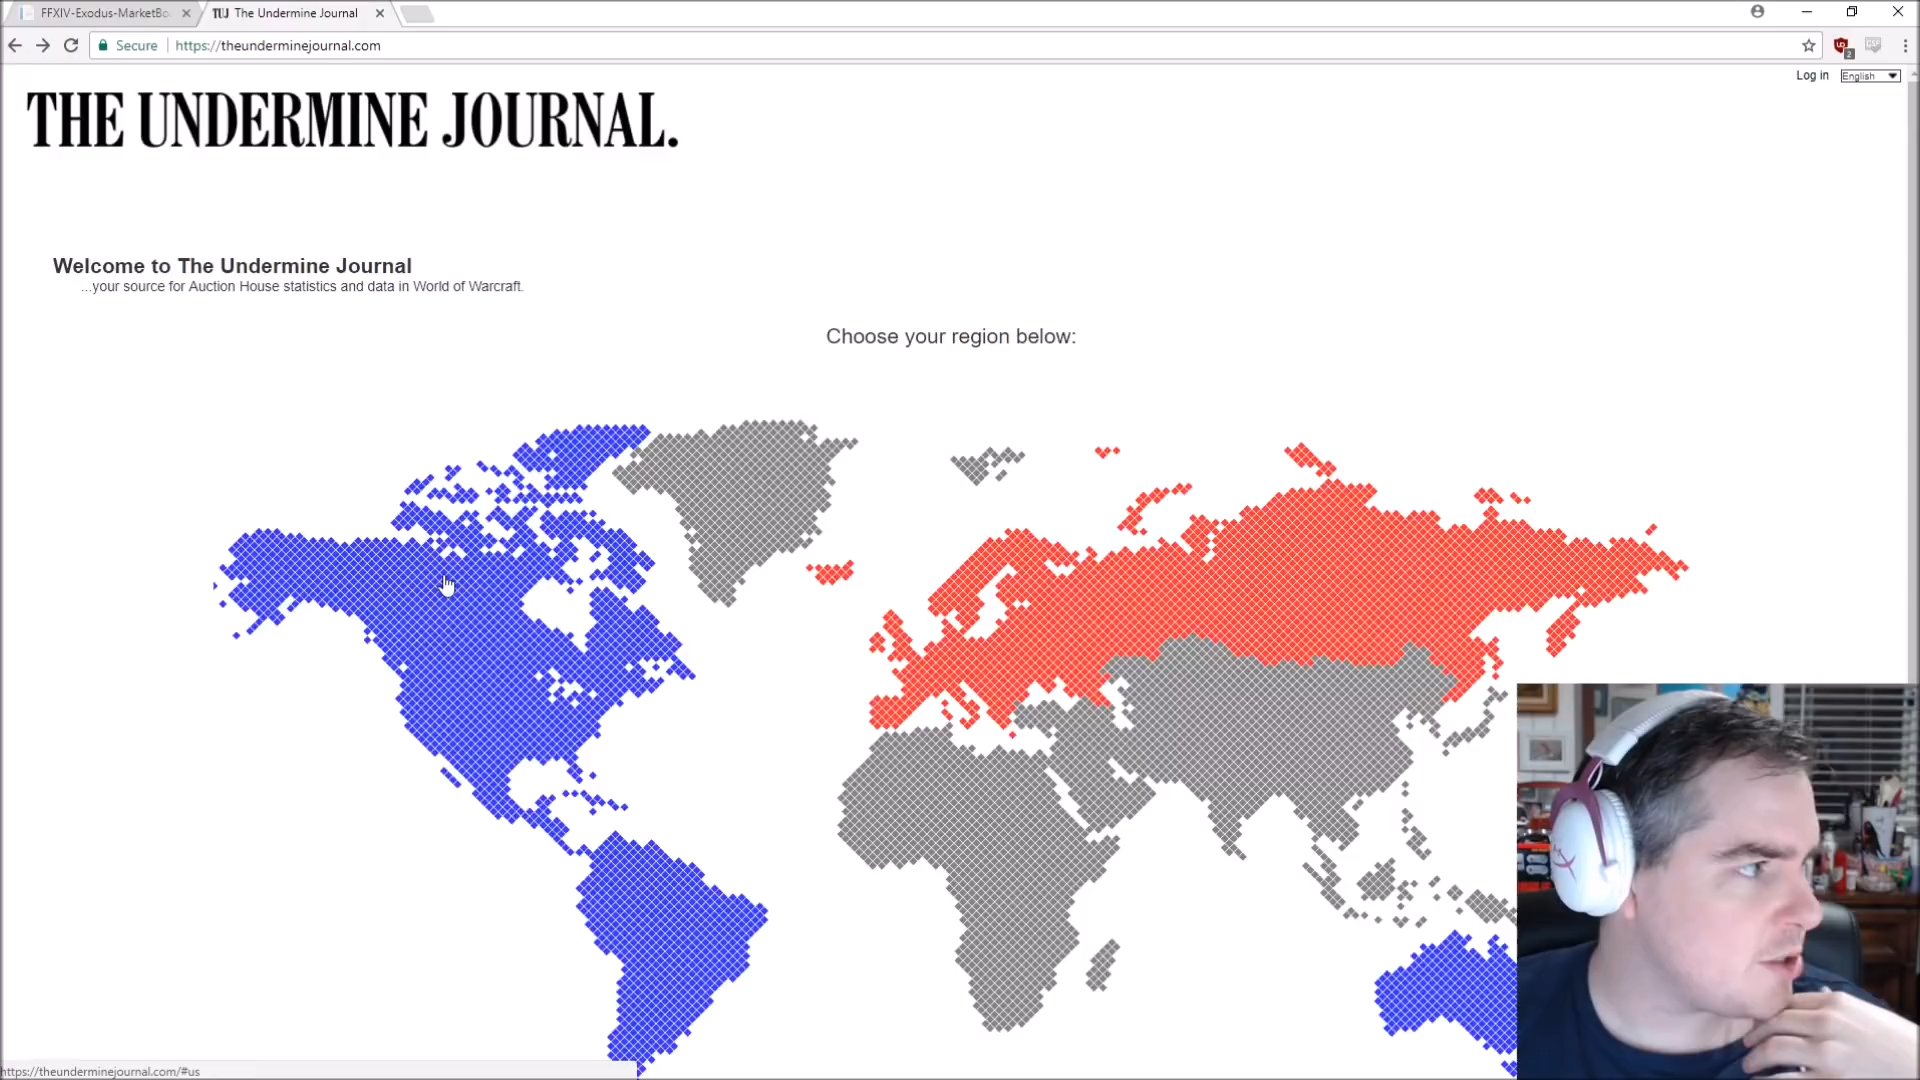 FFXIV-Exodus-MarketBo
TUJ The Undermine Journal
Secure https://theunderminejournal.com
2
Log in English
THE UNDERMINE JOURNAL.
Welcome to The Undermine Journal
...your source for Auction House statistics and data in World of Warcraft.
Choose your region below:
https://theunderminejournal.com/#us